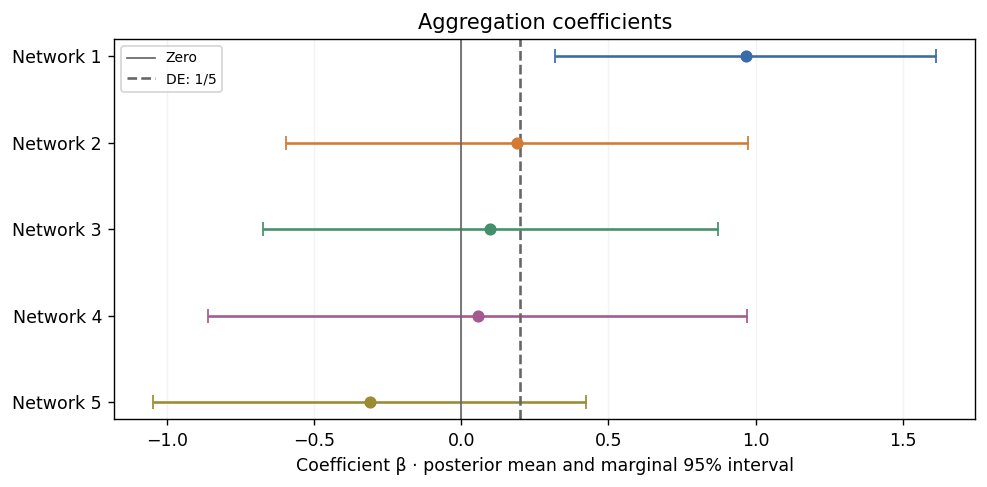 Aggregation coefficients
Zero
DE: 1/5
Network 1
Network 2
Network 3
Network 4
Network 5
−1.0 −0.5 0.0 0.5 1.0 1.5
Coefficient β · posterior mean and marginal 95% interval